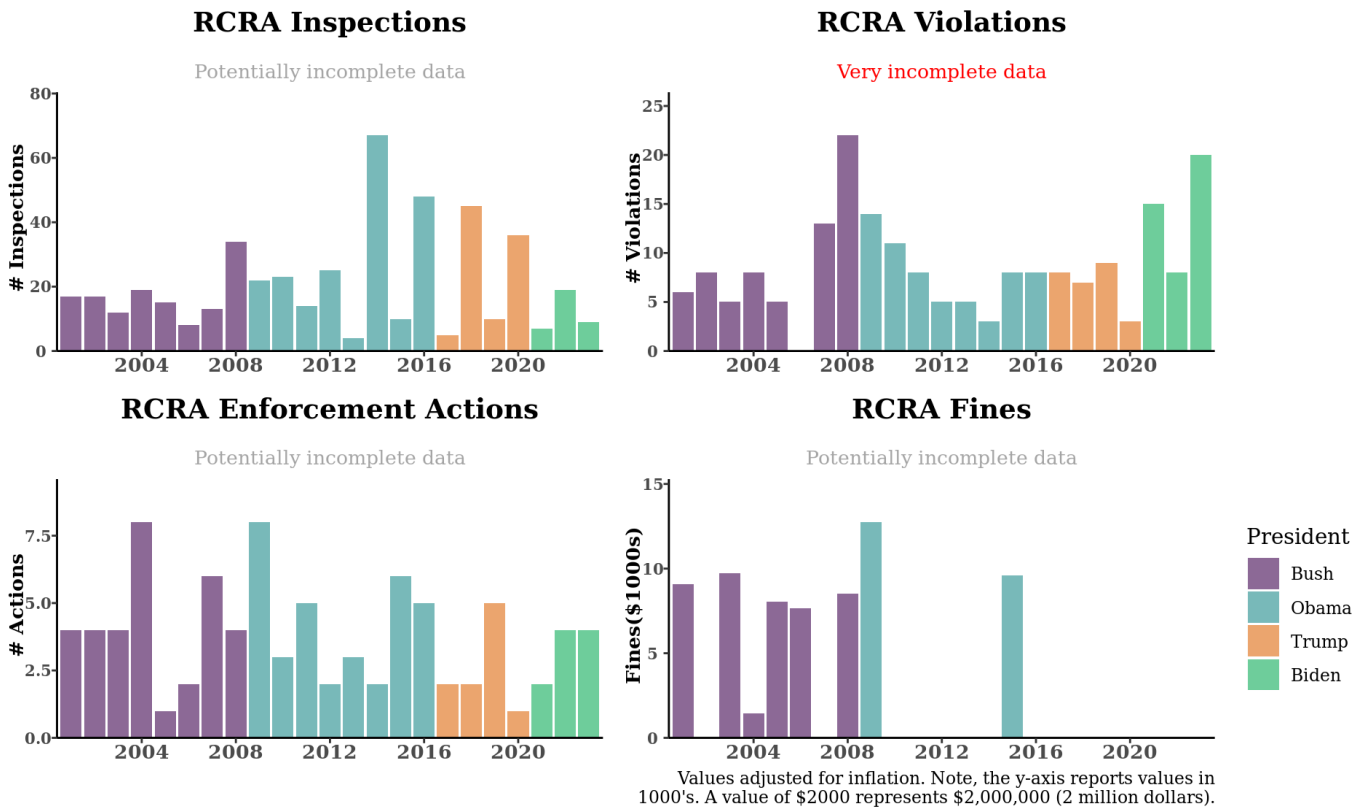 RCRA Inspections
Potentially incomplete data
# Inspections
80
60
40
20
0
2004 2008 2012 2016 2020
RCRA Violations
Very incomplete data
# Violations
25
20
15
10
5
0
2004 2008 2012 2016 2020
RCRA Enforcement Actions
Potentially incomplete data
# Actions
7.5
5.0
2.5
0.0
2004 2008 2012 2016 2020
RCRA Fines
Potentially incomplete data
Fines($1000s)
15
10
5
0
2004 2008 2012 2016 2020
President
Bush
Obama
Trump
Biden
Values adjusted for inflation. Note, the y-axis reports values in
1000's. A value of $2000 represents $2,000,000 (2 million dollars).